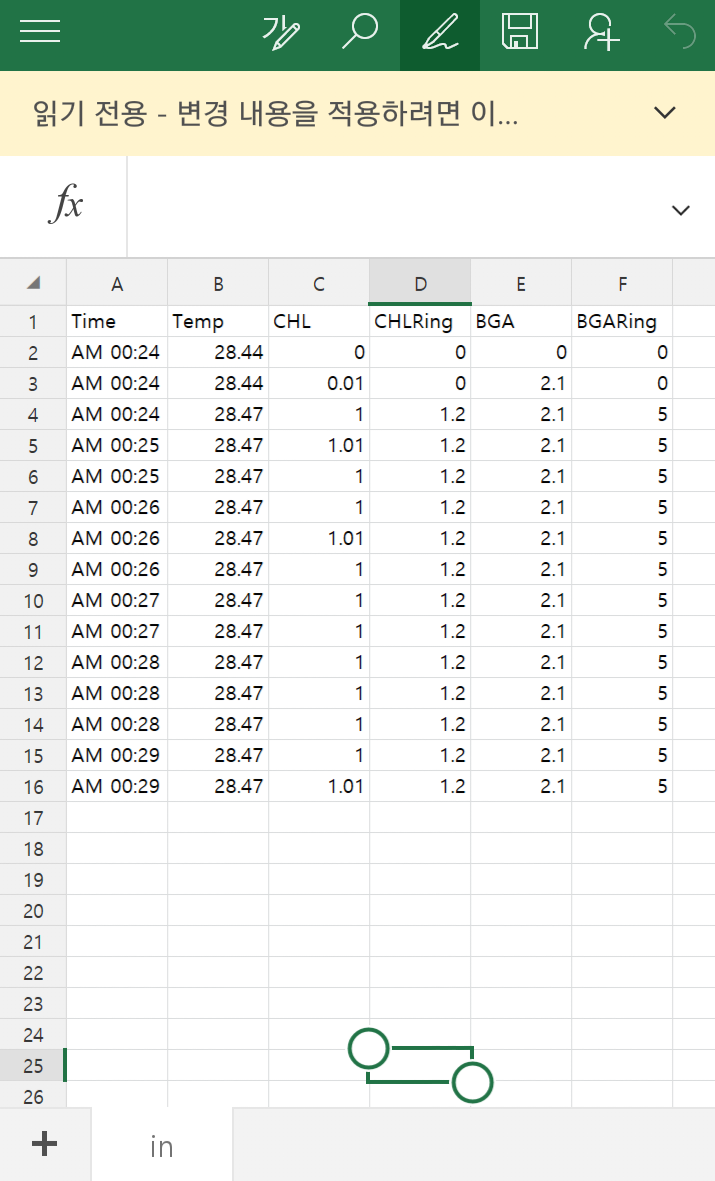 가
읽기 전용 - 변경 내용을 적용하려면 이...
fx
A B C D E F
1 Time Temp CHL CHLRing BGA BGARing
2 AM 00:24 28.44 0 0 0 0
3 AM 00:24 28.44 0.01 0 2.1 0
4 AM 00:24 28.47 1 1.2 2.1 5
5 AM 00:25 28.47 1.01 1.2 2.1 5
6 AM 00:25 28.47 1 1.2 2.1 5
7 AM 00:26 28.47 1 1.2 2.1 5
8 AM 00:26 28.47 1.01 1.2 2.1 5
9 AM 00:26 28.47 1 1.2 2.1 5
10 AM 00:27 28.47 1 1.2 2.1 5
11 AM 00:27 28.47 1 1.2 2.1 5
12 AM 00:28 28.47 1 1.2 2.1 5
13 AM 00:28 28.47 1 1.2 2.1 5
14 AM 00:28 28.47 1 1.2 2.1 5
15 AM 00:29 28.47 1 1.2 2.1 5
16 AM 00:29 28.47 1.01 1.2 2.1 5
17
18
19
20
21
22
23
24
25
26
+ in